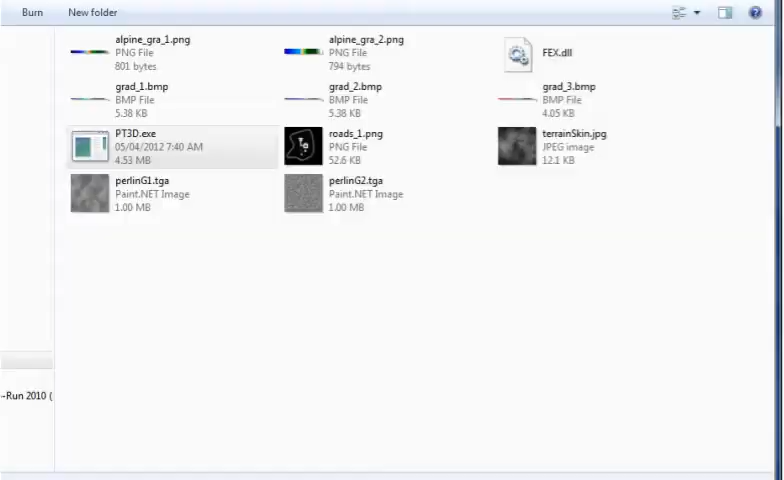 Burn New folder
alpine_gra_1.png
PNG File
801 bytes
alpine_gra_2.png
PNG File
794 bytes
FEX.dll
grad_1.bmp
BMP File
5.38 KB
grad_2.bmp
BMP File
5.38 KB
grad_3.bmp
BMP File
4.05 KB
PT3D.exe
05/04/2012 7:40 AM
4.53 MB
roads_1.png
PNG File
52.6 KB
terrainSkin.jpg
JPEG image
12.1 KB
perlinG1.tga
Paint.NET Image
1.00 MB
perlinG2.tga
Paint.NET Image
1.00 MB
-Run 2010 (